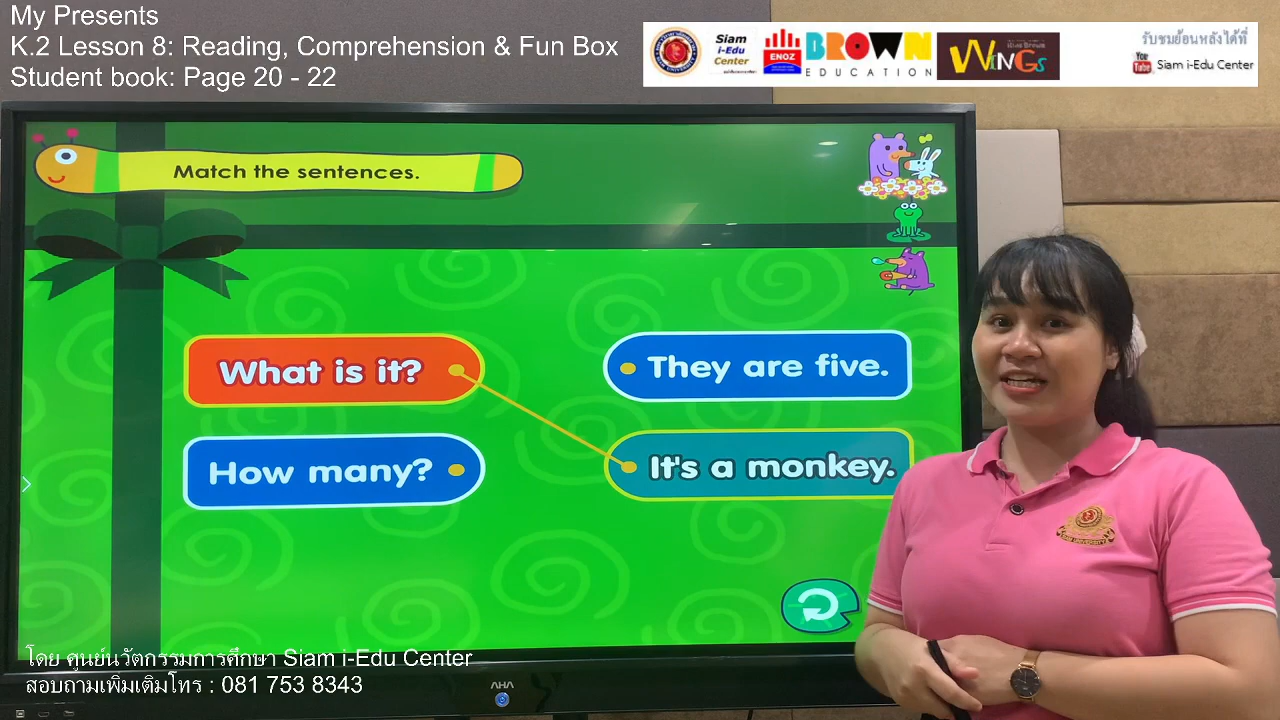 My Presents
K.2 Lesson 8: Reading, Comprehension & Fun Box
Student book: Page 20 - 22
Siam
i-Edu
Center
ENOZ
BROWN
EDUCATION
WiNGs
รับชมย้อนหลังได้ที่
You
Tube
Siam i-Edu Center
Match the sentences.
What is it?
They are five.
How many?
It's a monkey.
โดย ศูนย์นวัตกรรมการศึกษา Siam i-Edu Center
สอบถามเพิ่มเติมโทร : 081 753 8343
AHA